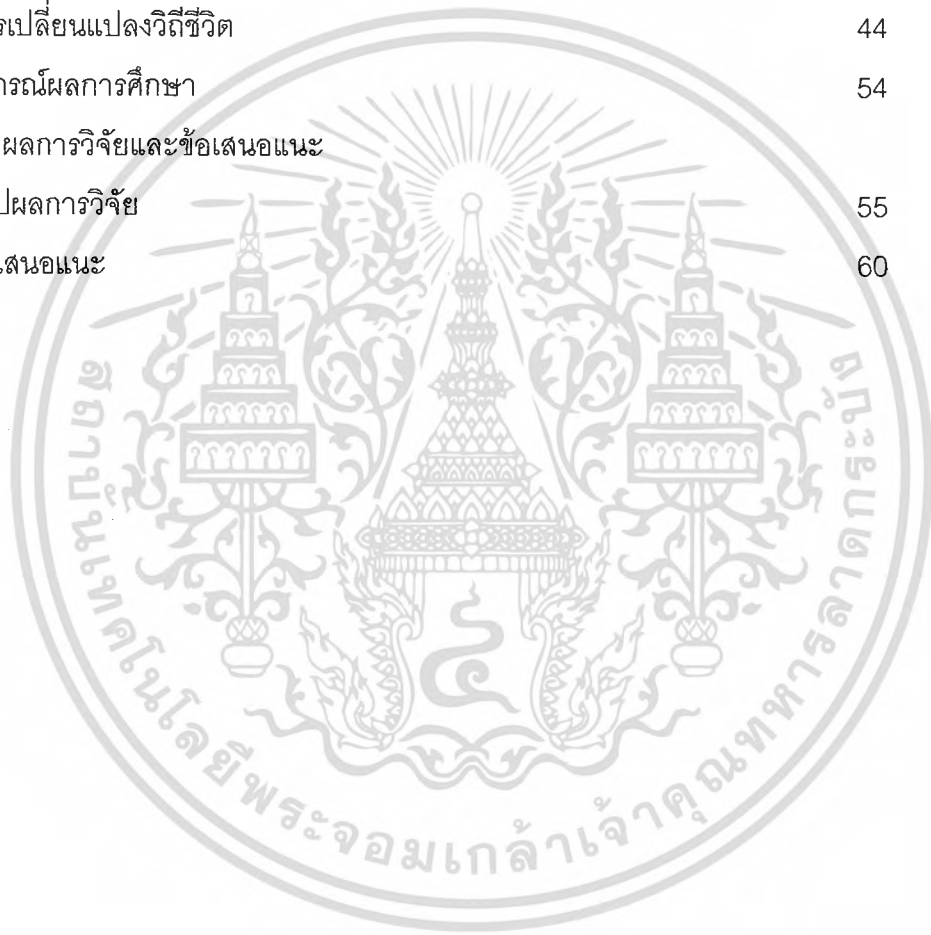 รเปลี่ยนแปลงวิถีชีวิต 44
ารณ์ผลการศึกษา 54
ผลการวิจัยและข้อเสนอแนะ
ปผลการวิจัย 55
เสนอแนะ 60
สถาบันเทคโนโลยีพระจอมเกล้าเจ้าคุณทหารลาดกระบัง
๔